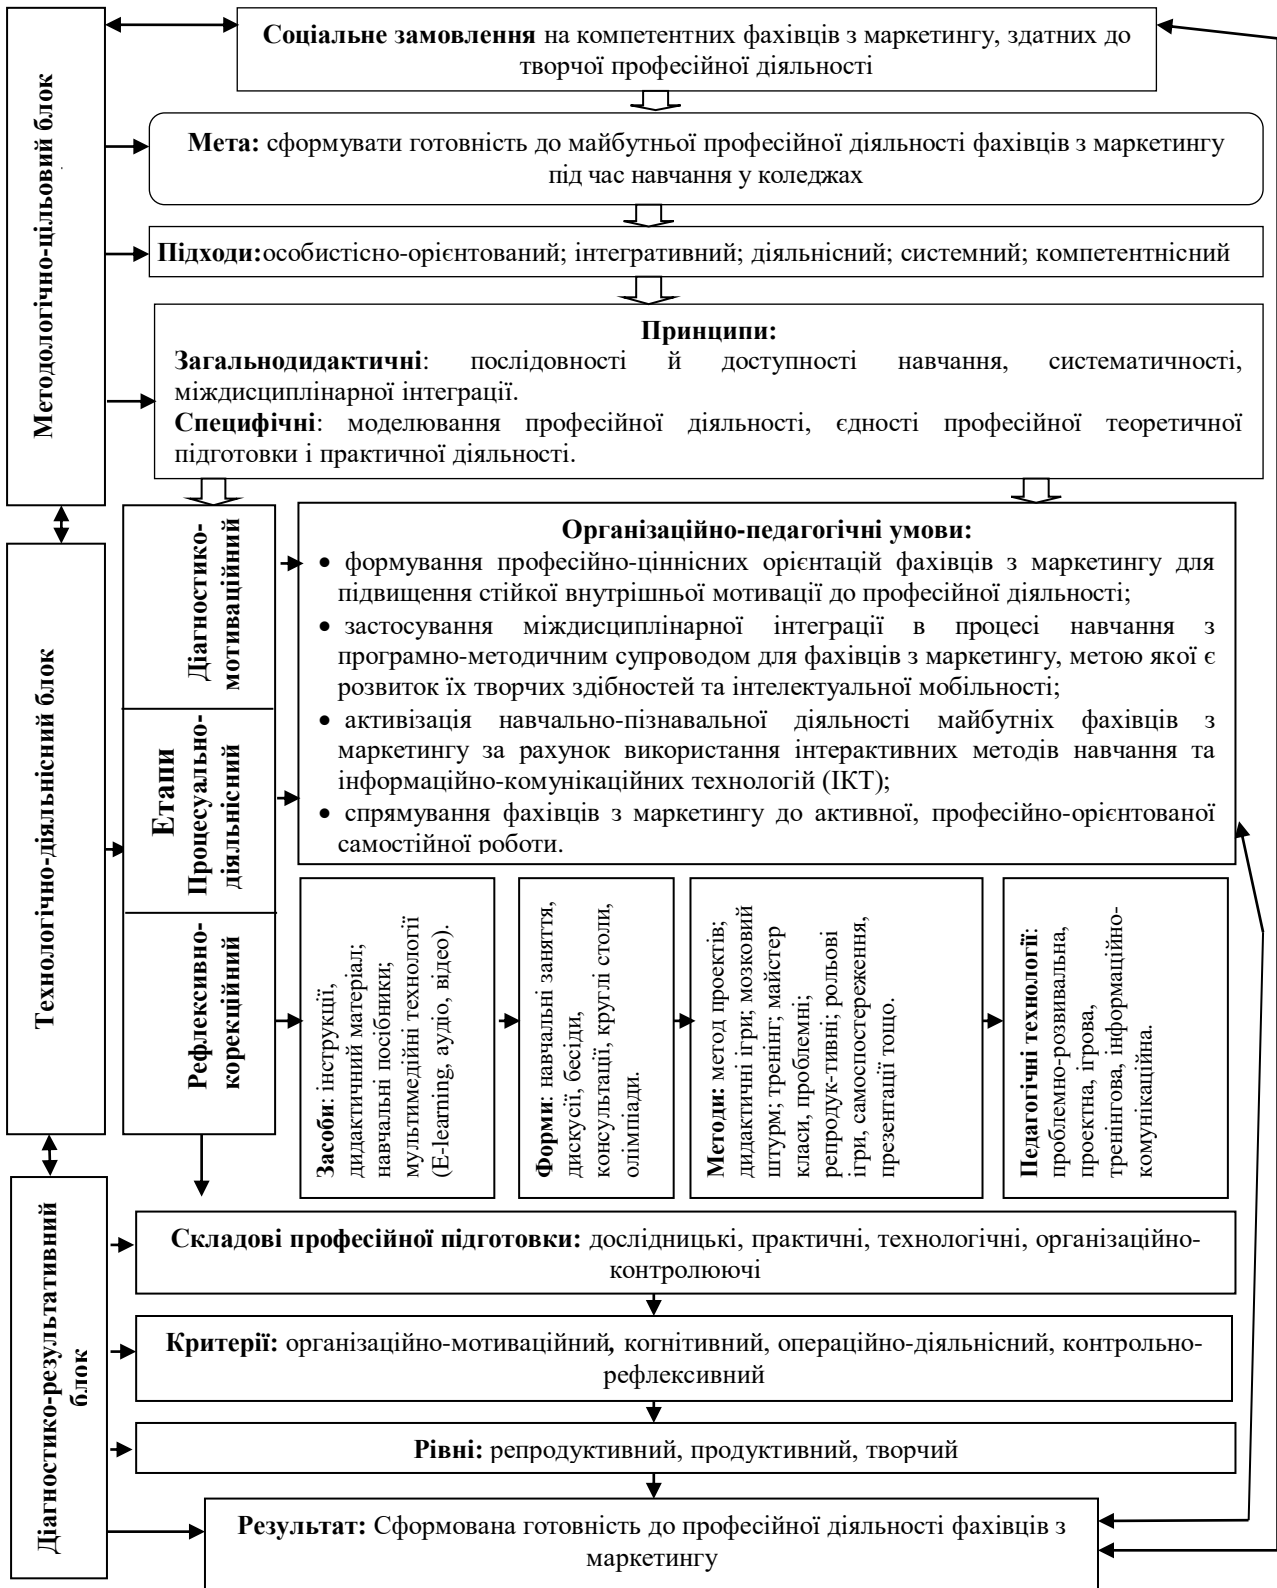 Методологічно-цільовий блок
Соціальне замовлення на компетентних фахівців з маркетингу, здатних до
творчої професійної діяльності
Мета: сформувати готовність до майбутньої професійної діяльності фахівців з маркетингу
під час навчання у коледжах
Підходи:особистісно-орієнтований; інтегративний; діяльнісний; системний; компетентнісний
Принципи:
Загальнодидактичні: послідовності й доступності навчання, систематичності,
міждисциплінарної інтеграції.
Специфічні: моделювання професійної діяльності, єдності професійної теоретичної
підготовки і практичної діяльності.
Технологічно-діяльнісний блок
Етапи
Діагностико-
мотиваційний
Процесуально-
діяльнісний
Рефлексивно-
корекційний
Організаційно-педагогічні умови:
• формування професійно-ціннісних орієнтацій фахівців з маркетингу для
підвищення стійкої внутрішньої мотивації до професійної діяльності;
• застосування міждисциплінарної інтеграції в процесі навчання з
програмно-методичним супроводом для фахівців з маркетингу, метою якої є
розвиток їх творчих здібностей та інтелектуальної мобільності;
• активізація навчально-пізнавальної діяльності майбутніх фахівців з
маркетингу за рахунок використання інтерактивних методів навчання та
інформаційно-комунікаційних технологій (ІКТ);
• спрямування фахівців з маркетингу до активної, професійно-орієнтованої
самостійної роботи.
Засоби: інструкції,
дидактичний матеріал;
навчальні посібники;
мультимедійні технології
(E-learning, аудіо, відео).
Форми: навчальні заняття,
дискусії, бесіди,
консультації, круглі столи,
олімпіади.
Методи: метод проектів;
дидактичні ігри; мозковий
штурм; тренінг; майстер
класи, проблемні;
репродук-тивні; рольові
ігри, самоспостереження,
презентації тощо.
Педагогічні технології:
проблемно-розвивальна,
проектна, ігрова,
тренінгова, інформаційно-
комунікаційна.
Діагностико-результативний
блок
Складові професійної підготовки: дослідницькі, практичні, технологічні, організаційно-
контролюючі
Критерії: організаційно-мотиваційний, когнітивний, операційно-діяльнісний, контрольно-
рефлексивний
Рівні: репродуктивний, продуктивний, творчий
Результат: Сформована готовність до професійної діяльності фахівців з
маркетингу